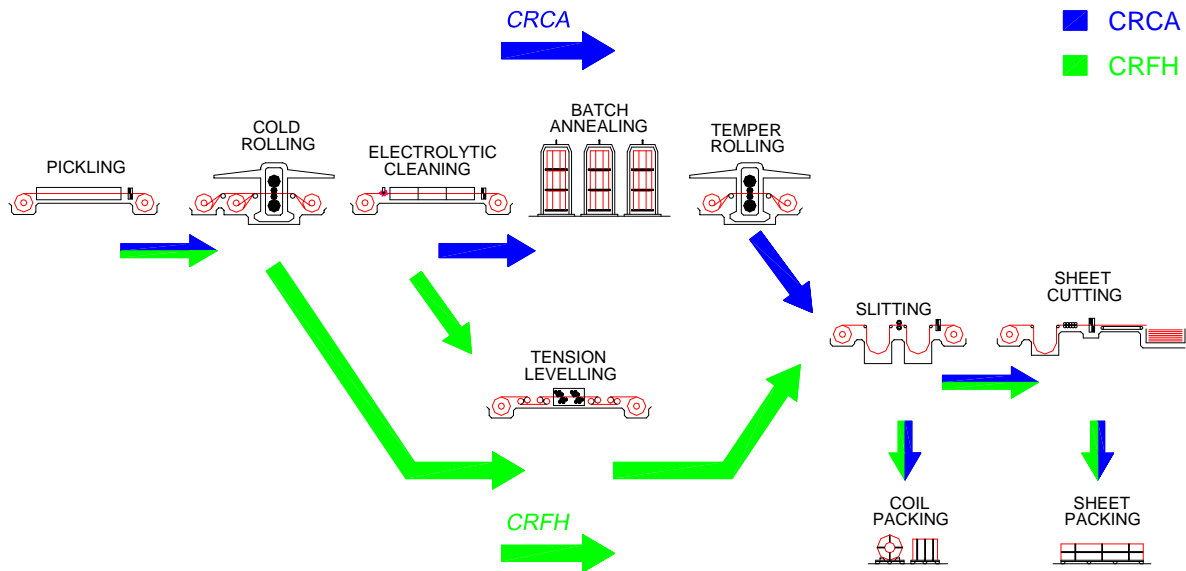 CRCA
CRCA
CRFH
BATCH
ANNEALING
COLD
ROLLING
TEMPER
ROLLING
ELECTROLYTIC
CLEANING
PICKLING
SHEET
CUTTING
SLITTING
TENSION
LEVELLING
COIL
PACKING
SHEET
PACKING
CRFH